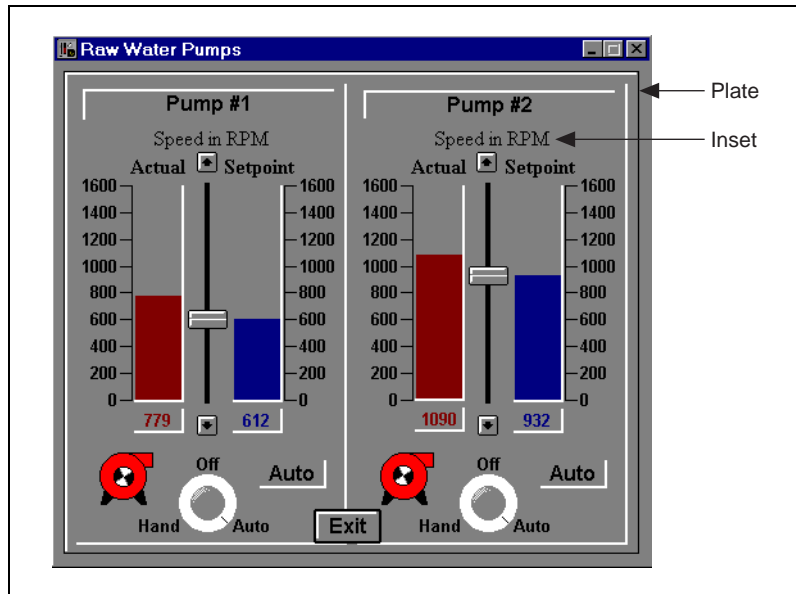 Raw Water Pumps
Pump #1
Speed in RPM
Actual Setpoint
1600 1600
1400 1400
1200 1200
1000 1000
800 800
600 600
400 400
200 200
0 0
779 612
Off
Auto
Hand Auto
Pump #2
Speed in RPM
Actual Setpoint
1600 1600
1400 1400
1200 1200
1000 1000
800 800
600 600
400 400
200 200
0 0
1090 932
Off
Auto
Hand Auto
Exit
Plate
Inset